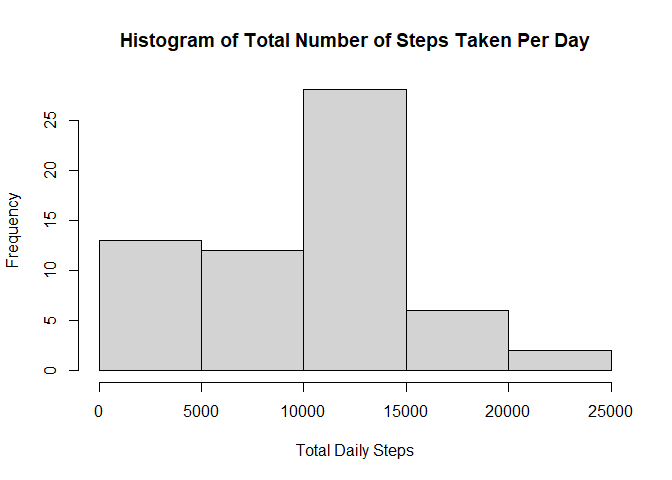 Histogram of Total Number of Steps Taken Per Day
25
20
15
10
5
0
Frequency
0 5000 10000 15000 20000 25000
Total Daily Steps